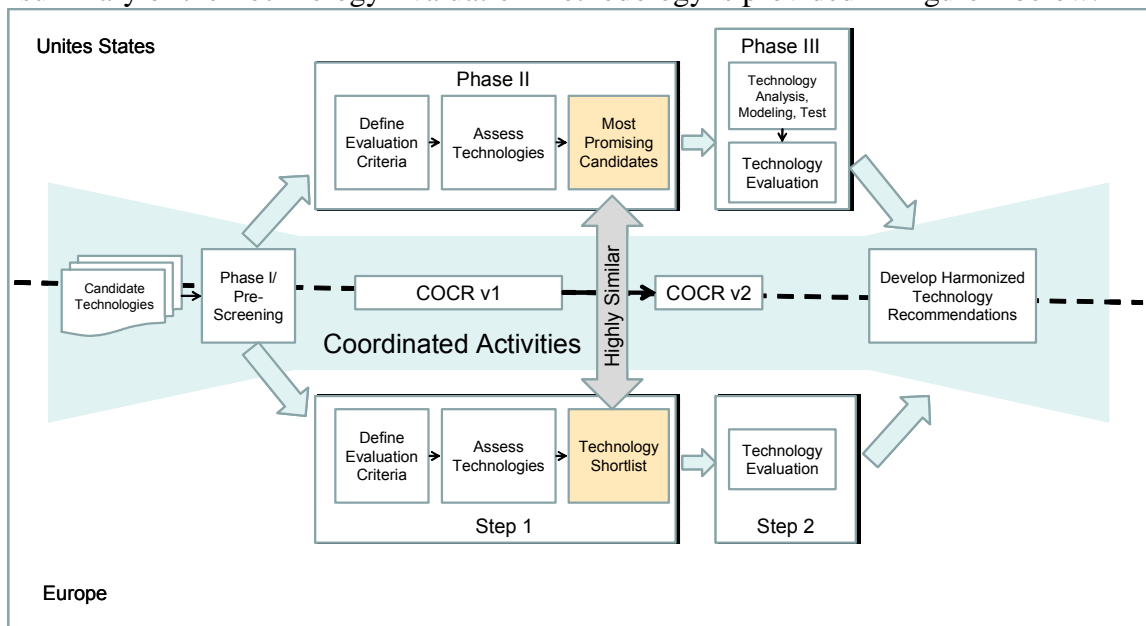 Unites States
Phase II
Define
Evaluation
Criteria
Assess
Technologies
Most
Promising
Candidates
Phase III
Technology
Analysis,
Modeling, Test
Technology
Evaluation
Candidate
Technologies
Phase I/
Pre-
Screening
COCR v1
COCR v2
Highly Similar
Develop Harmonized
Technology
Recommendations
Coordinated Activities
Define
Evaluation
Criteria
Assess
Technologies
Technology
Shortlist
Step 1
Technology
Evaluation
Step 2
Europe